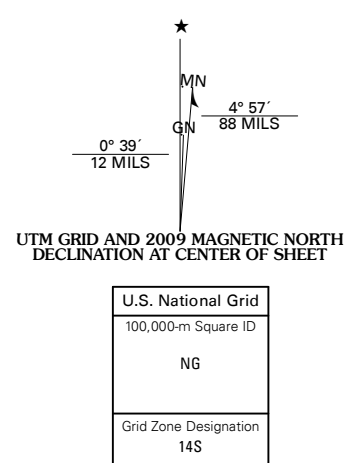 ★
MN
GN
4° 57´
88 MILS
0° 39´
12 MILS
UTM GRID AND 2009 MAGNETIC NORTH
DECLINATION AT CENTER OF SHEET
U.S. National Grid
100,000-m Square ID
NG
Grid Zone Designation
14S